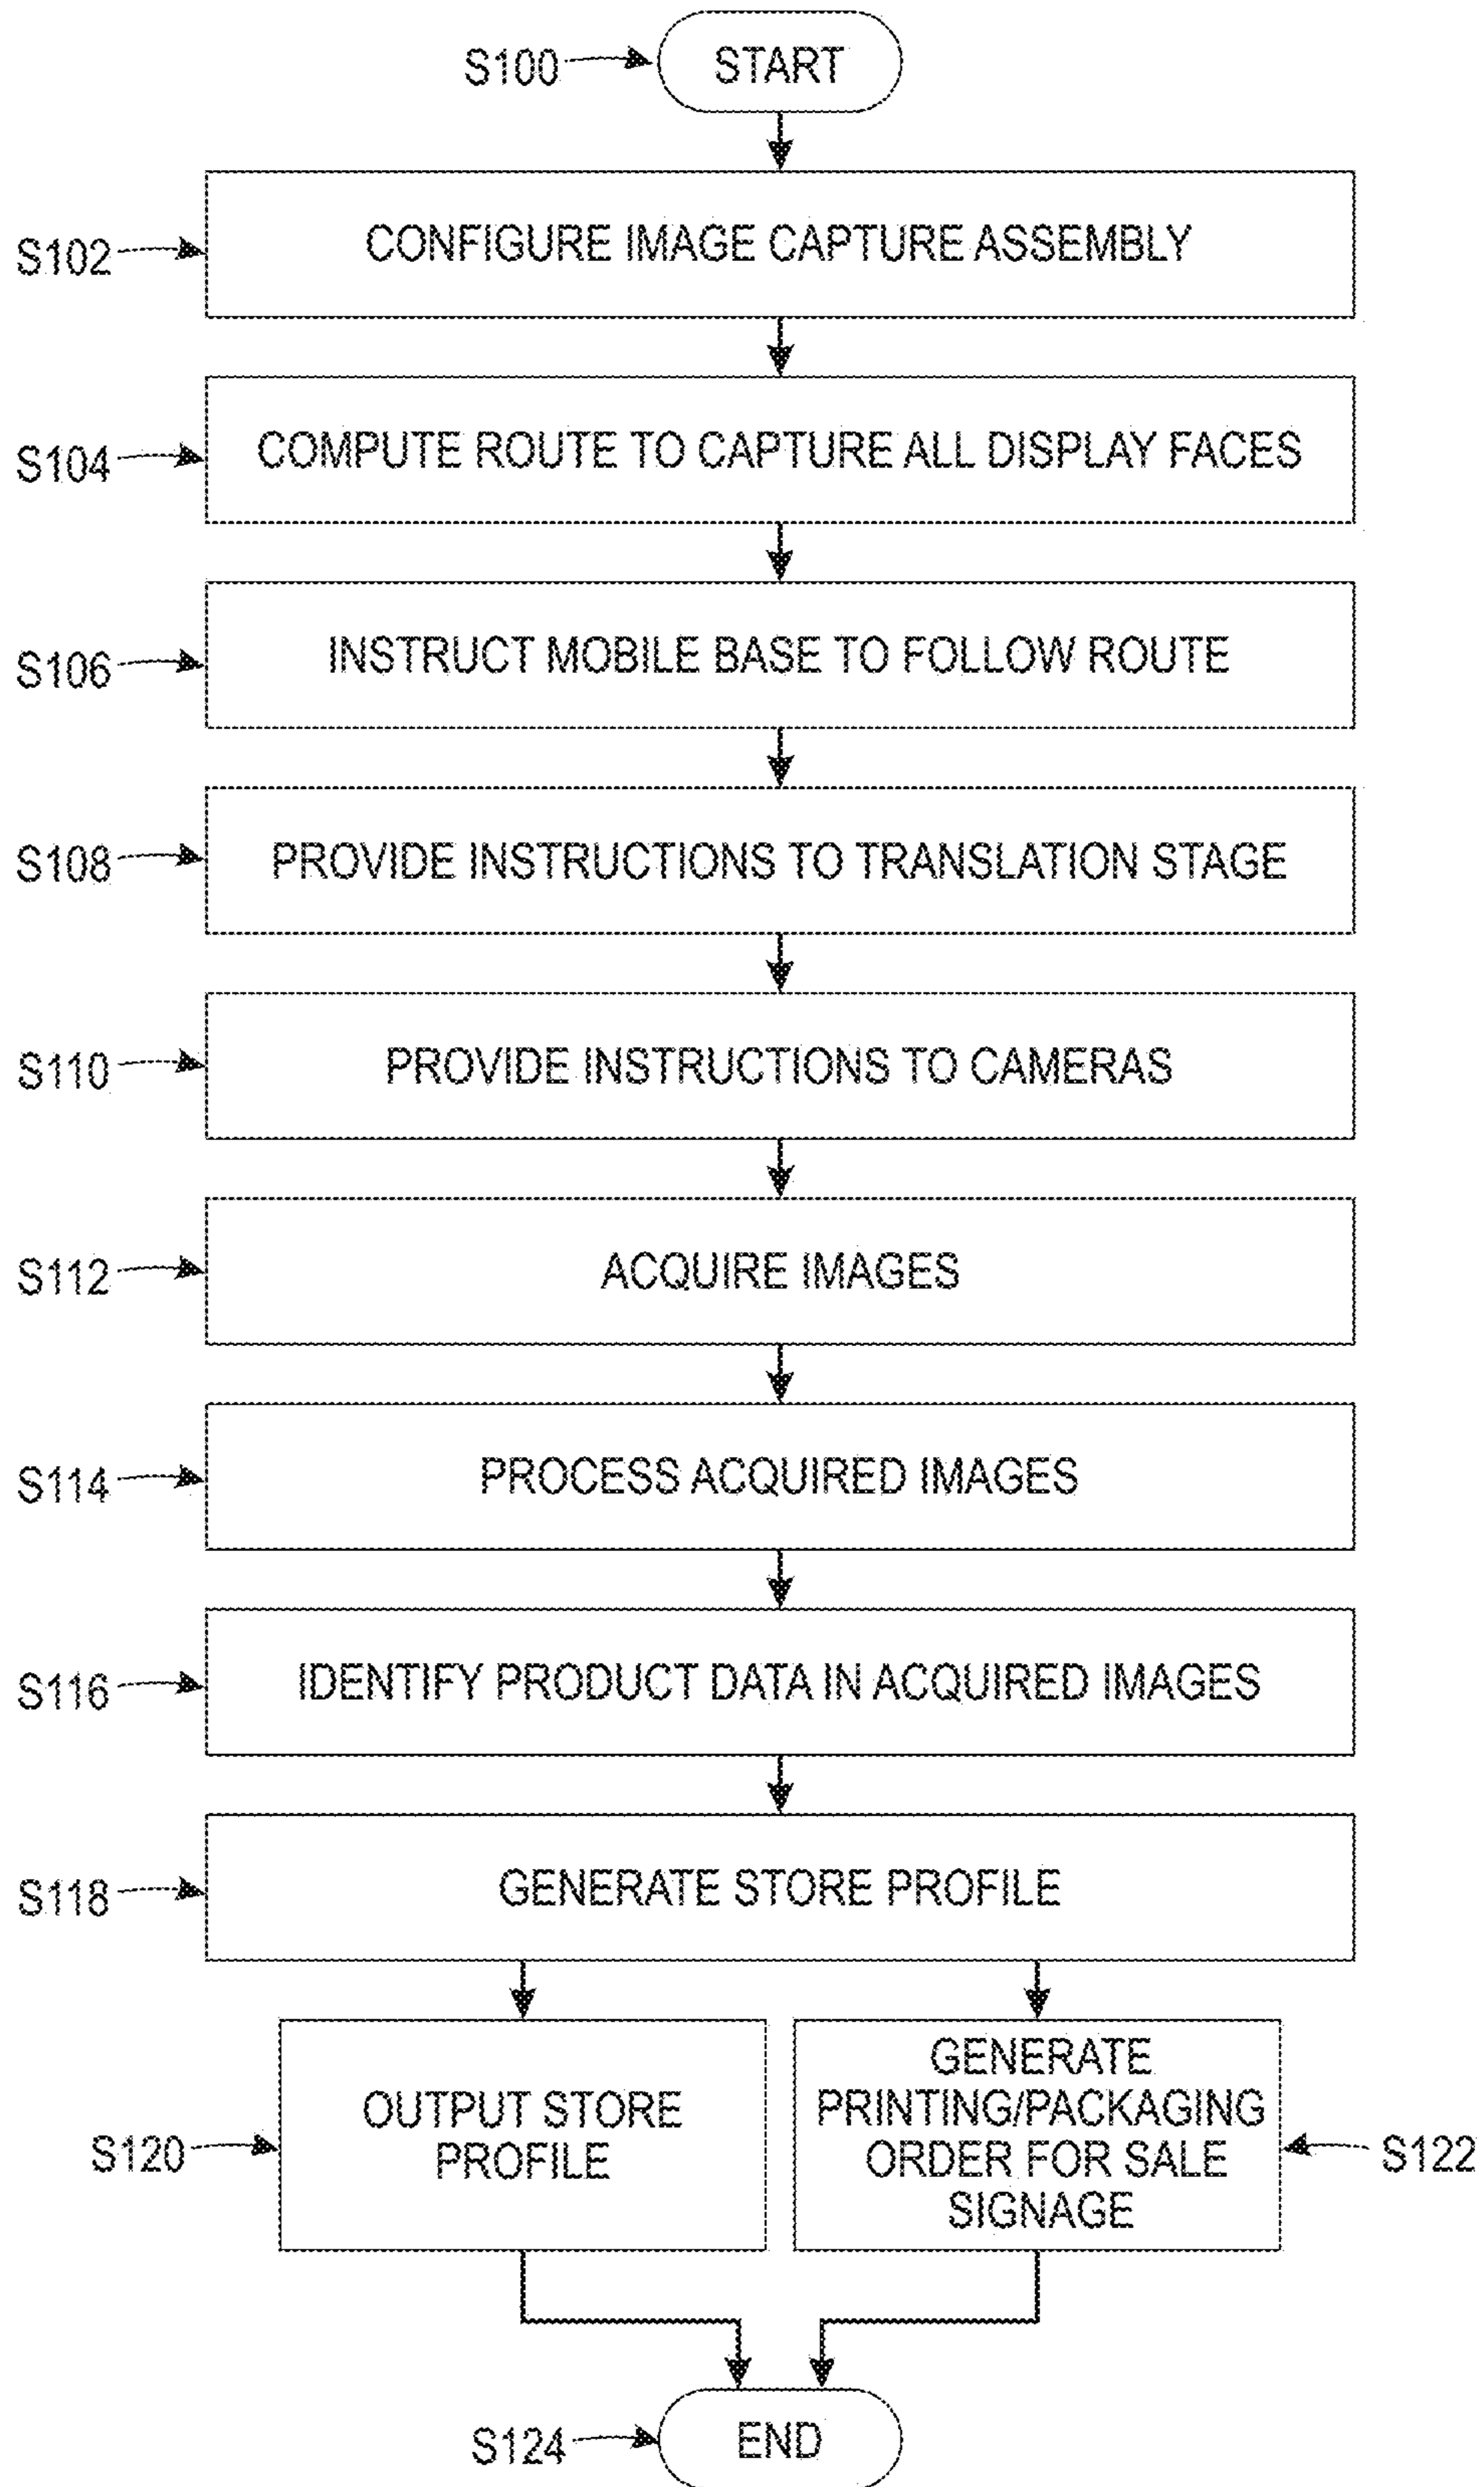 S100
START
S102
CONFIGURE IMAGE CAPTURE ASSEMBLY
S104
COMPUTE ROUTE TO CAPTURE ALL DISPLAY FACES
S106
INSTRUCT MOBILE BASE TO FOLLOW ROUTE
S108
PROVIDE INSTRUCTIONS TO TRANSLATION STAGE
S110
PROVIDE INSTRUCTIONS TO CAMERAS
S112
ACQUIRE IMAGES
S114
PROCESS ACQUIRED IMAGES
S116
IDENTIFY PRODUCT DATA IN ACQUIRED IMAGES
S118
GENERATE STORE PROFILE
S120
OUTPUT STORE
PROFILE
GENERATE
PRINTING/PACKAGING
ORDER FOR SALE
SIGNAGE
S122
S124
END